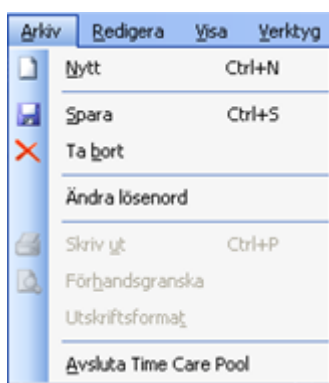 Arkiv Redigera Visa Verktyg
Nytt Ctrl+N
Spara Ctrl+S
Ta bort
Ändra lösenord
Skriv ut Ctrl+P
Förhandsgranska
Utskriftsformat
Avsluta Time Care Pool